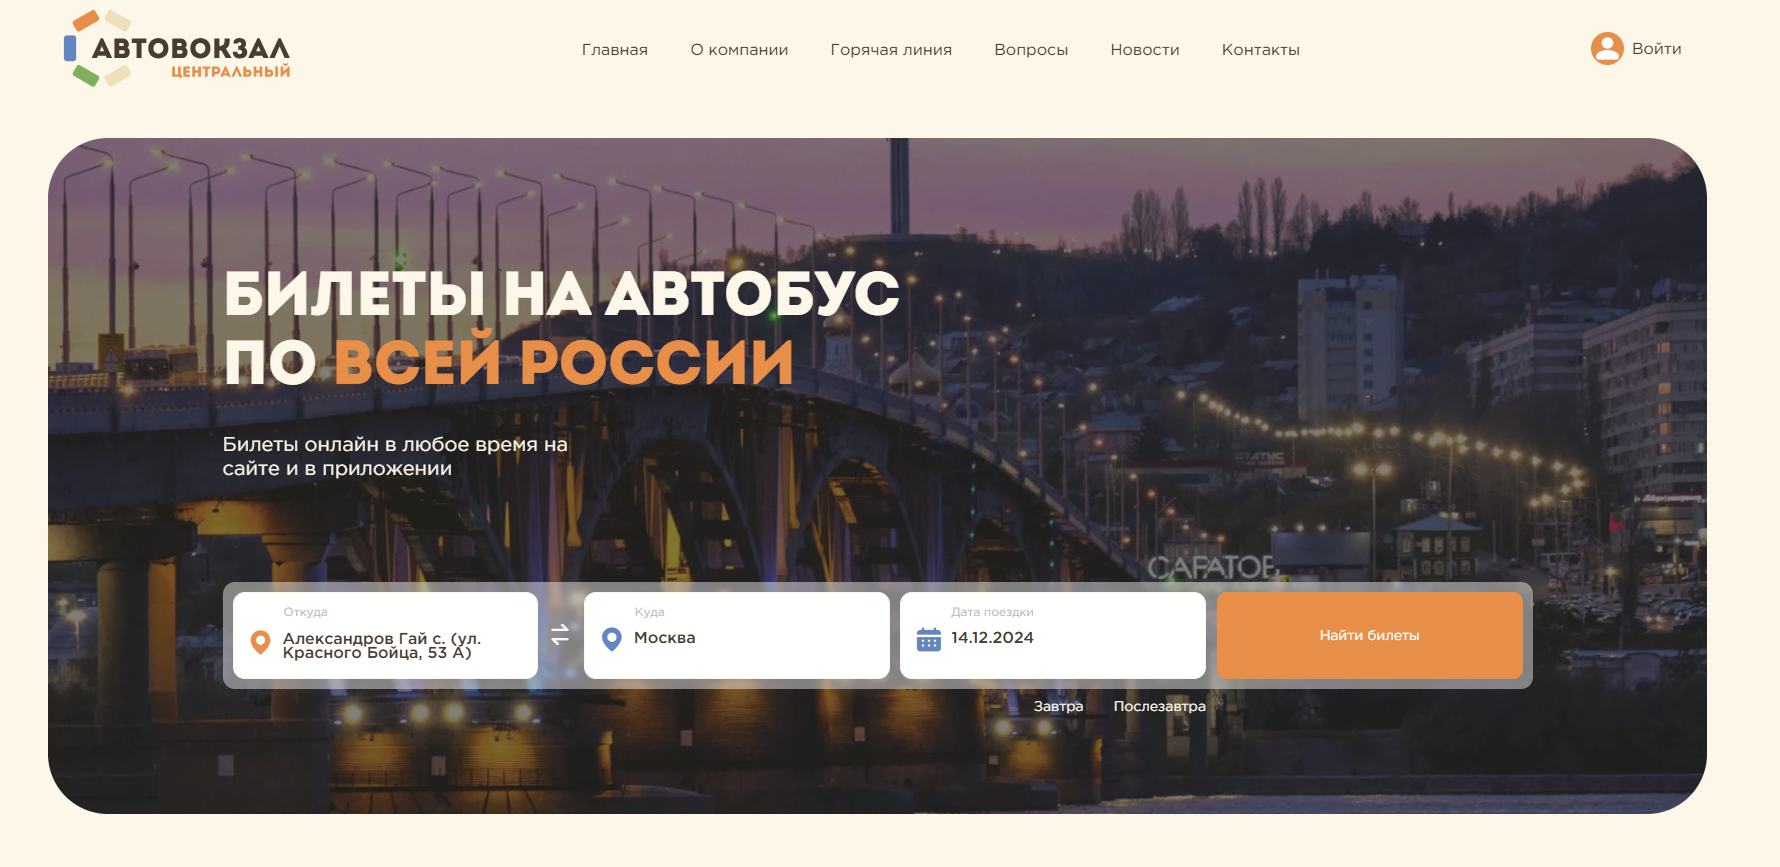 АВТОВОКЗАЛ
ЦЕНТРАЛЬНЫЙ
Главная О компании Горячая линия Вопросы Новости Контакты
Войти
БИЛЕТЫ НА АВТОБУС
ПО ВСЕЙ РОССИИ
Билеты онлайн в любое время на
сайте и в приложении
СТАТУС
САРАТОВ
Откуда
Александров Гай с. (ул.
Красного Бойца, 53 А)
Куда
Москва
Дата поездки
14.12.2024
Найти билеты
Завтра Послезавтра